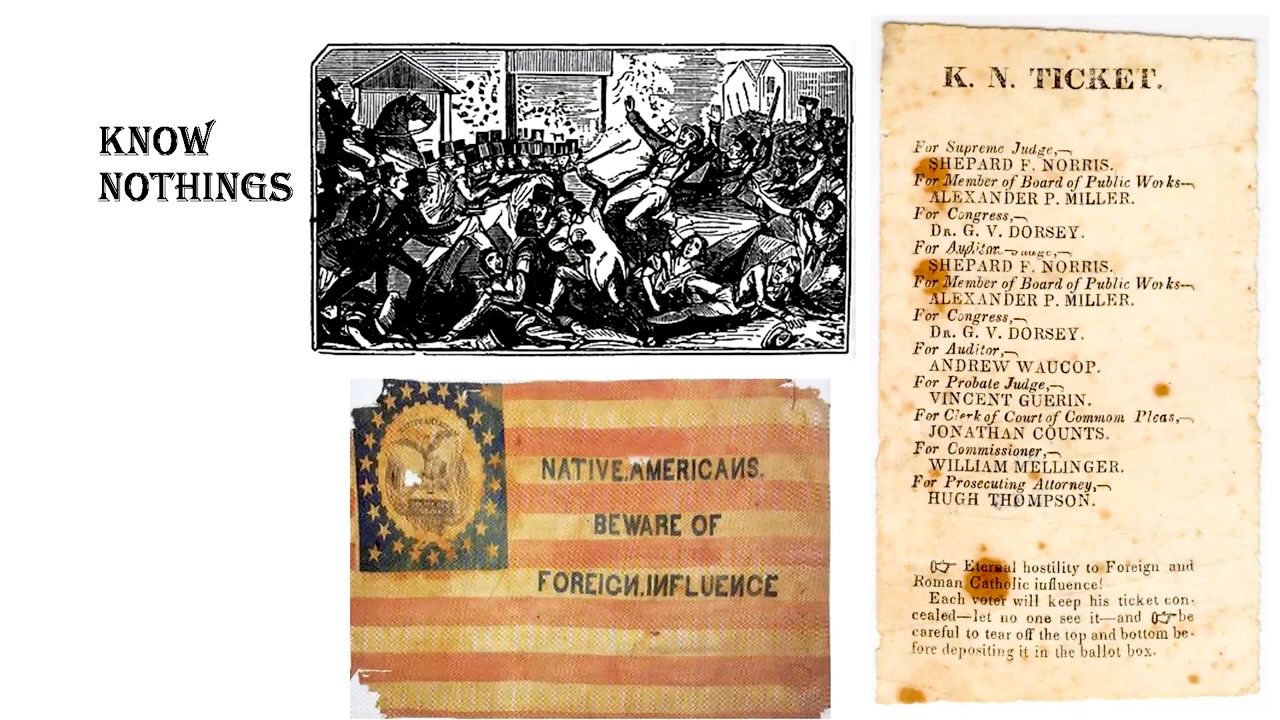 KNOW
NOTHINGS
K. N. TICKET.
For Supreme Judge,—
SHEPARD F. NORRIS.
For Member of Board of Public Works—
ALEXANDER P. MILLER.
For Congress,—
DR. G. V. DORSEY.
For Auditor
SHEPARD F. NORRIS.
For Member of Board of Public Works—
ALEXANDER P. MILLER.
For Congress,—
DR. G. V. DORSEY.
For Auditor,—
ANDREW WAUCOP.
For Probate Judge,—
VINCENT GUERIN.
For Clerk of Court of Commom Pleas,—
JONATHAN COUNTS.
For Commissioner,—
WILLIAM MELLINGER.
For Prosecuting Attorney,—
HUGH THOMPSON.
☞ Eternal hostility to Foreign and
Roman Catholic influence!
Each voter will keep his ticket con-
cealed—let no one see it—and ☞ be
careful to tear off the top and bottom be-
fore depositing it in the ballot box.
NATIVE.AMERICANS.
BEWARE OF
FOREIGN.INFLUENCE